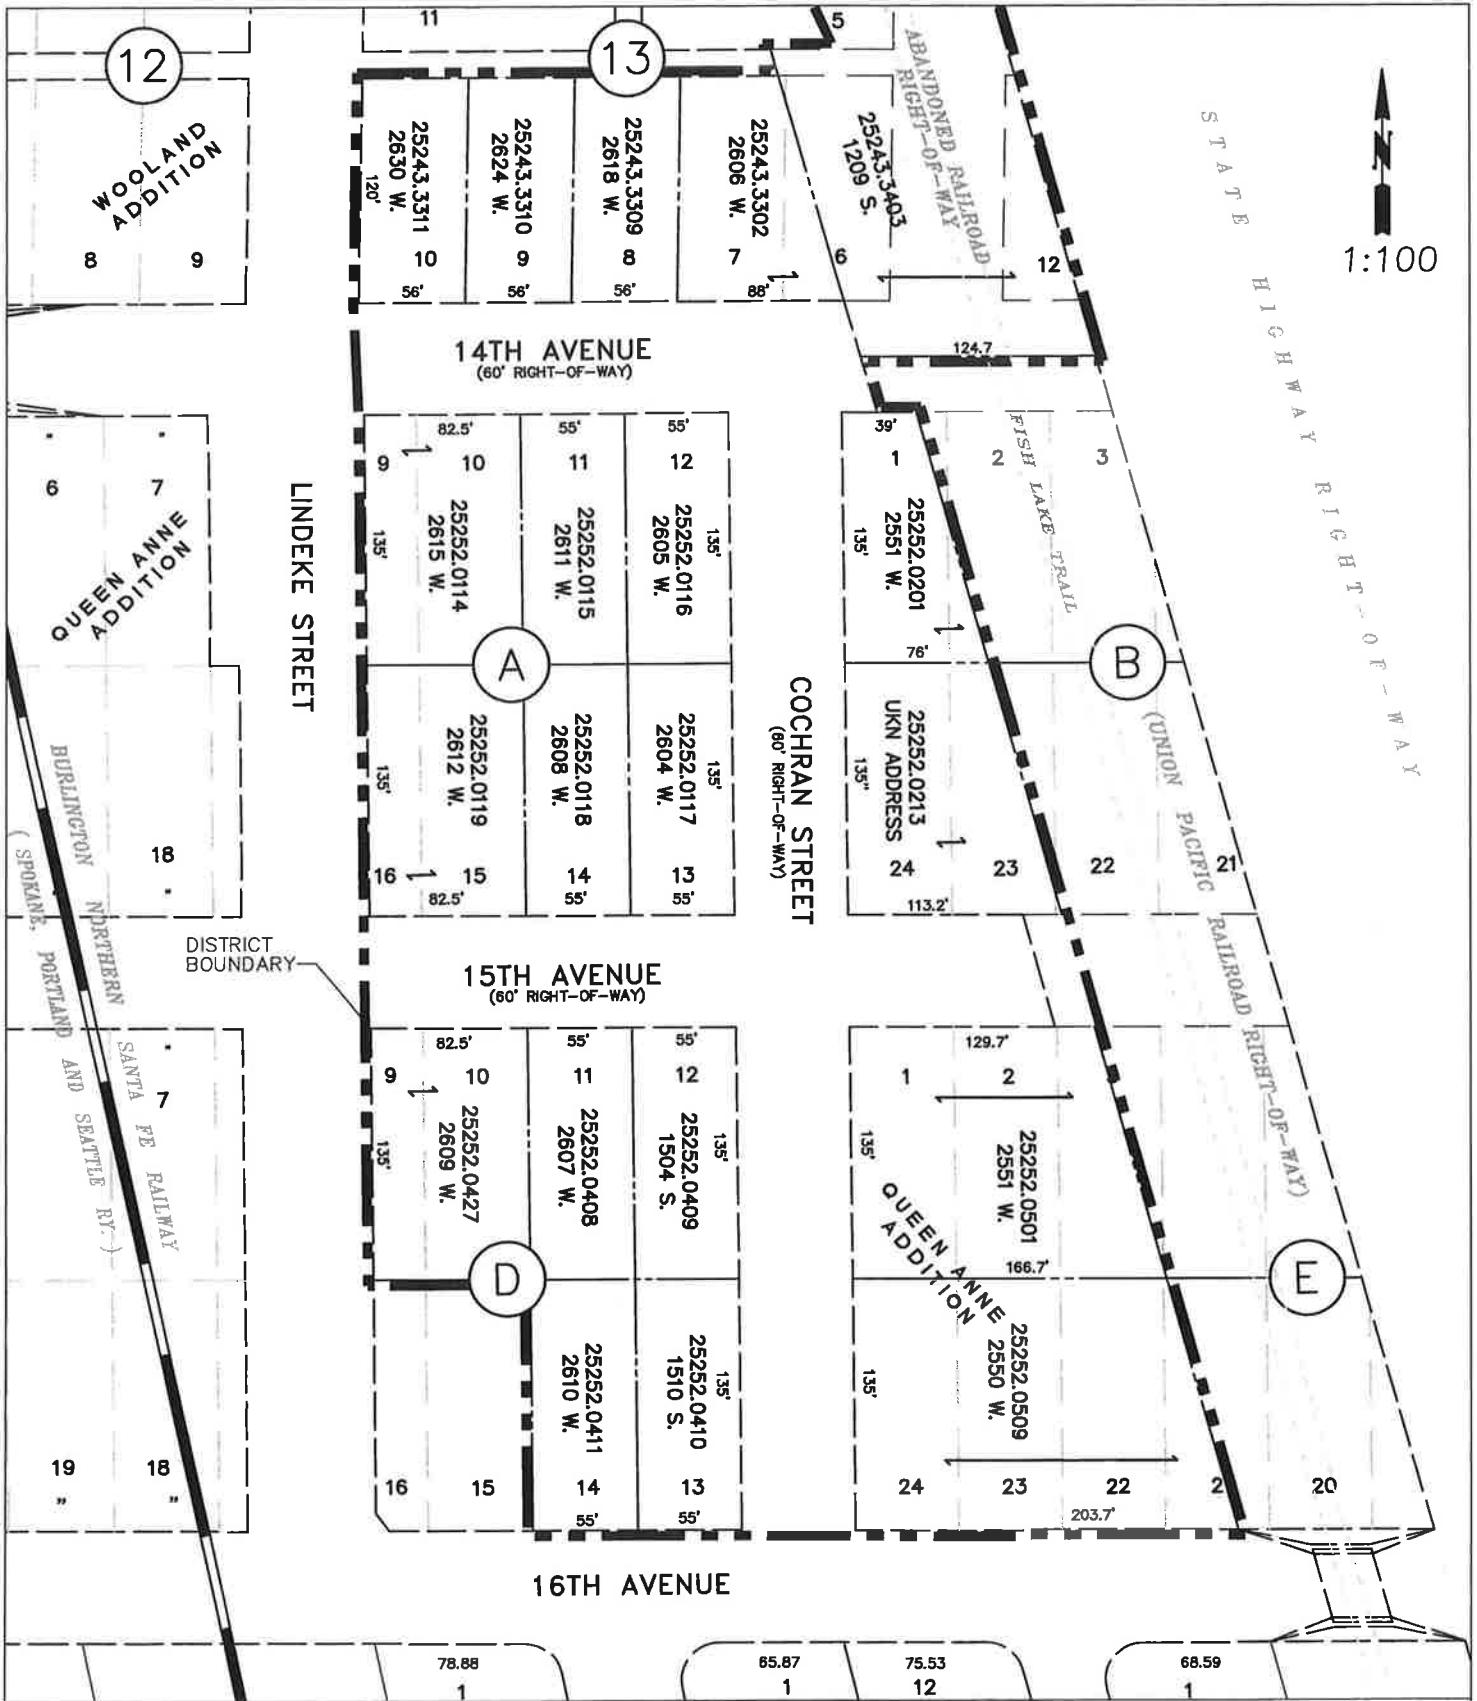 11
5
12
13
WOOLAND
ADDITION
8
9
25243.3311
2630 W.
120'
10
56'
25243.3310
2624 W.
9
56'
25243.3309
2618 W.
8
56'
25243.3302
2606 W.
7
88'
25243.3403
1209 S.
6
ABANDONED RAILROAD
RIGHT-OF-WAY
12
STATE HIGHWAY RIGHT-OF-WAY
N
1:100
14TH AVENUE
(60' RIGHT-OF-WAY)
124.7
6
7
QUEEN ANNE
ADDITION
LINDEKE STREET
82.5'
9
10
135'
25252.0114
2615 W.
55'
11
25252.0115
2611 W.
55'
12
135'
25252.0116
2605 W.
A
39'
1
135'
25252.0201
2551 W.
76'
2
3
FISH LAKE TRAIL
B
135'
25252.0119
2612 W.
16
15
82.5'
25252.0118
2608 W.
14
55'
135'
25252.0117
2604 W.
13
55'
COCHRAN STREET
(60' RIGHT-OF-WAY)
135"
25252.0213
UKN ADDRESS
24
23
22
21
113.2'
(UNION PACIFIC RAILROAD RIGHT-OF-WAY)
18
"
BURLINGTON NORTHERN SANTA FE RAILWAY
(SPOKANE, PORTLAND AND SEATTLE RY.)
DISTRICT
BOUNDARY
15TH AVENUE
(60' RIGHT-OF-WAY)
7
82.5'
9
10
135'
25252.0427
2609 W.
55'
11
25252.0408
2607 W.
55'
12
135'
25252.0409
1504 S.
129.7'
1
2
135'
25252.0501
2551 W.
166.7'
QUEEN ANNE
ADDITION
D
E
19
"
18
"
16
15
25252.0411
2610 W.
14
55'
135'
25252.0410
1510 S.
13
55'
135'
25252.0509
2550 W.
24
23
22
2
20
203.7'
16TH AVENUE
78.88
1
65.87
1
75.53
12
68.59
1